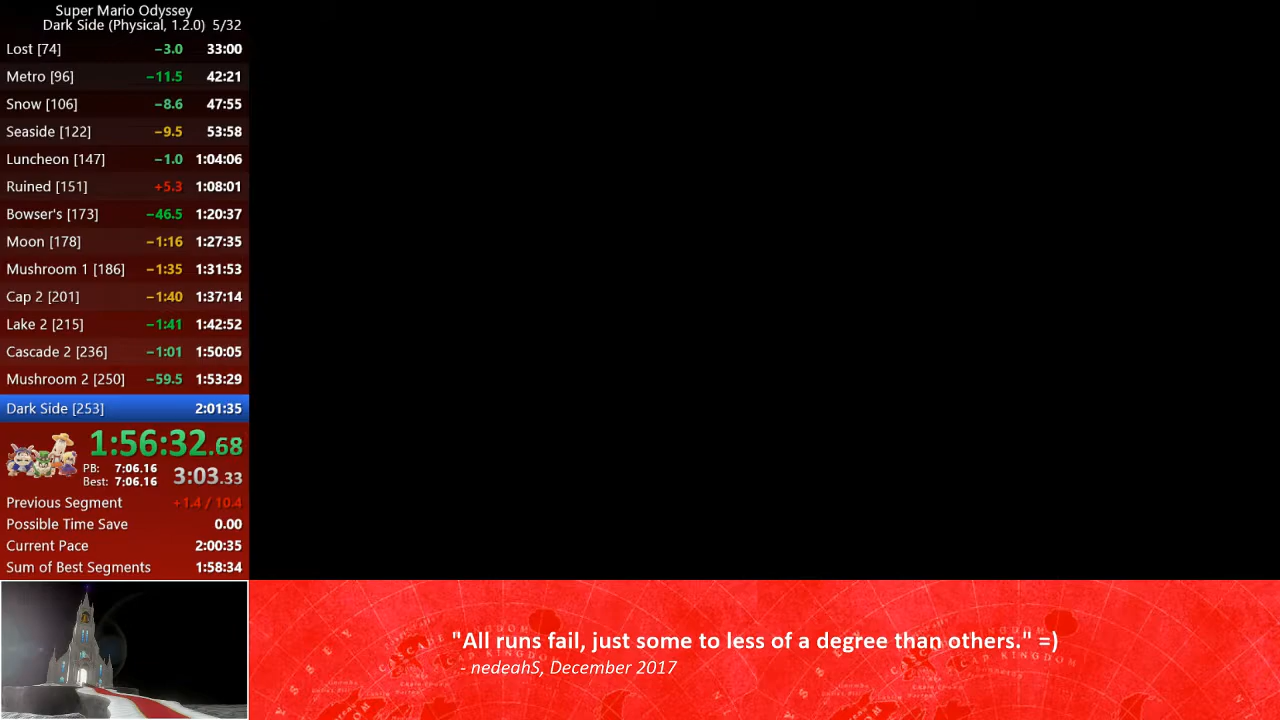 Super Mario Odyssey
Dark Side (Physical, 1.2.0) 5/32
Lost [74] −3.0 33:00
Metro [96] −11.5 42:21
Snow [106] −8.6 47:55
Seaside [122] −9.5 53:58
Luncheon [147] −1.0 1:04:06
Ruined [151] +5.3 1:08:01
Bowser's [173] −46.5 1:20:37
Moon [178] −1:16 1:27:35
Mushroom 1 [186] −1:35 1:31:53
Cap 2 [201] −1:40 1:37:14
Lake 2 [215] −1:41 1:42:52
Cascade 2 [236] −1:01 1:50:05
Mushroom 2 [250] −59.5 1:53:29
Dark Side [253] 2:01:35
1:56:32.68
PB: 7:06.16
Best: 7:06.16
3:03.33
Previous Segment +1.4 / 10.4
Possible Time Save 0.00
Current Pace 2:00:35
Sum of Best Segments 1:58:34
"All runs fail, just some to less of a degree than others." =)
- nedeahS, December 2017